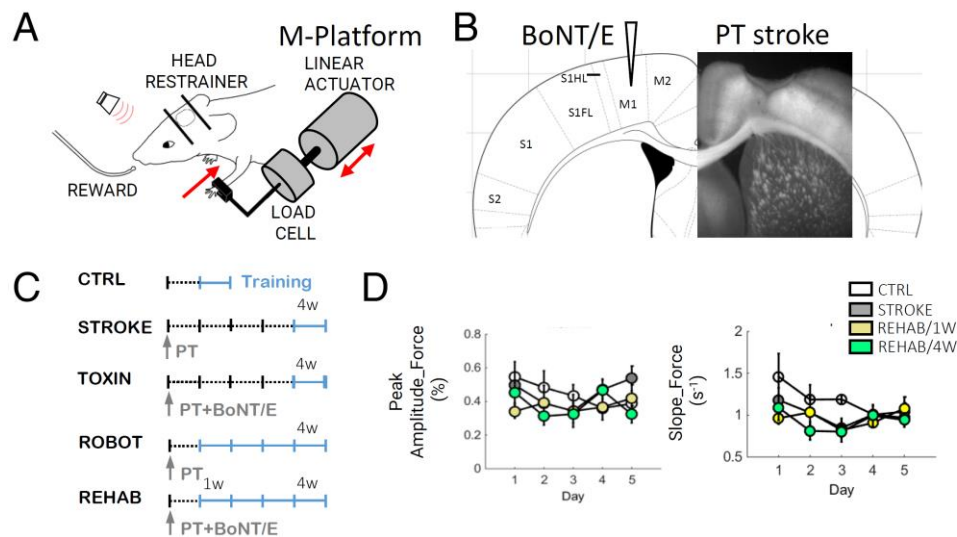 A
M-Platform
LINEAR
ACTUATOR
HEAD
RESTRAINER
REWARD
LOAD
CELL
B
BoNT/E
PT stroke
S1HL
M2
M1
S1FL
S1
S2
C
CTRL
Training
STROKE
4w
PT
TOXIN
4w
PT+BoNT/E
ROBOT
4w
PT
REHAB
1w
4w
PT+BoNT/E
D
CTRL
STROKE
REHAB/1W
REHAB/4W
Peak
Amplitude_Force
(%)
0.8
0.6
0.4
0.2
0
1 2 3 4 5
Day
Slope_Force
(s⁻¹)
2
1.5
1
0.5
1 2 3 4 5
Day